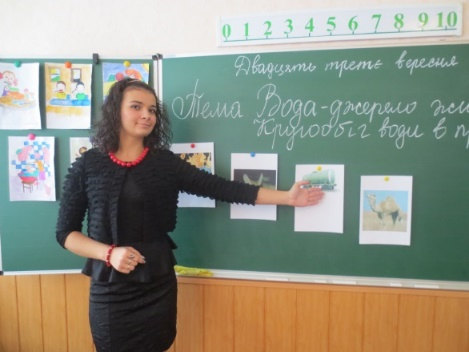 0 1 2 3 4 5 6 7 8 9 10
Двадцять третє вересня
Тема Вода-джерело
Кругообіг води в